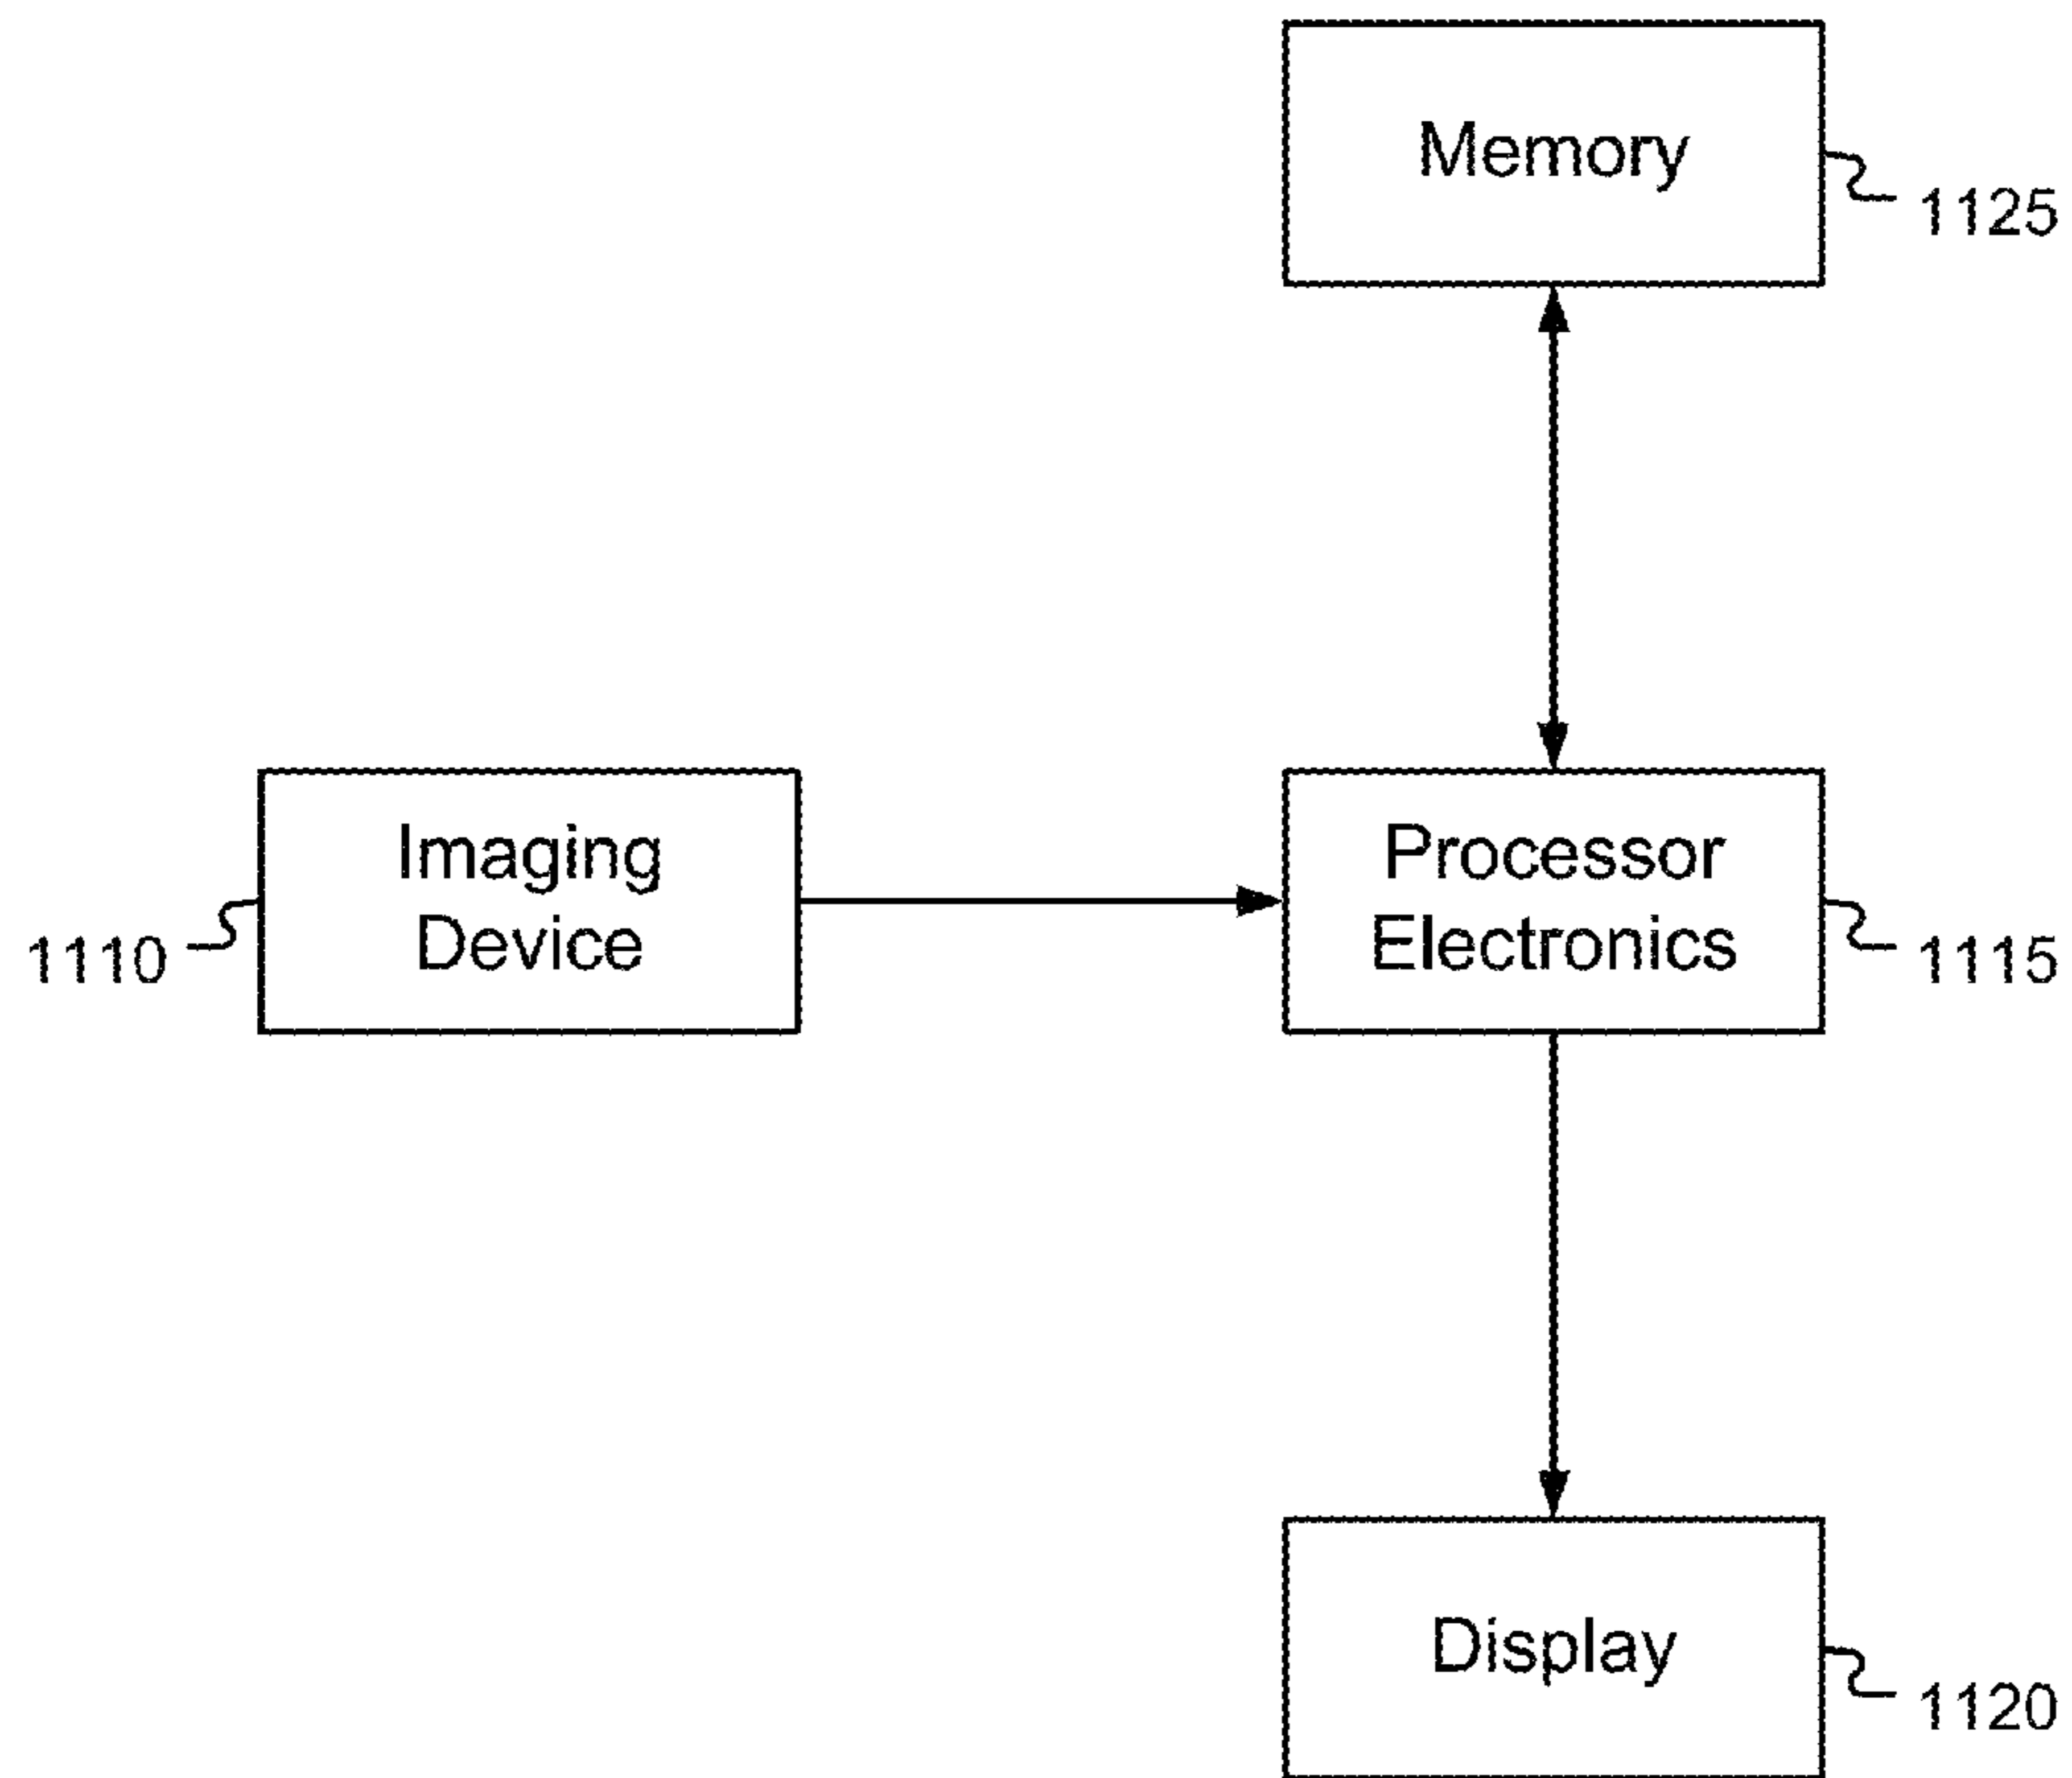 Memory
1125
Imaging
Device
1110
Processor
Electronics
1115
Display
1120